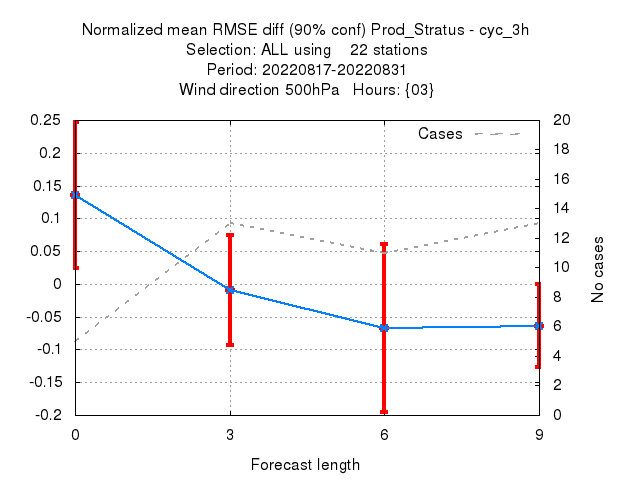 Normalized mean RMSE diff (90% conf) Prod_Stratus - cyc_3h
Selection: ALL using    22 stations
Period: 20220817-20220831
Wind direction 500hPa   Hours: {03}
Cases
0.25
0.2
0.15
0.1
0.05
0
-0.05
-0.1
-0.15
-0.2
20
18
16
14
12
10
8
6
4
2
0
No cases
0 3 6 9
Forecast length